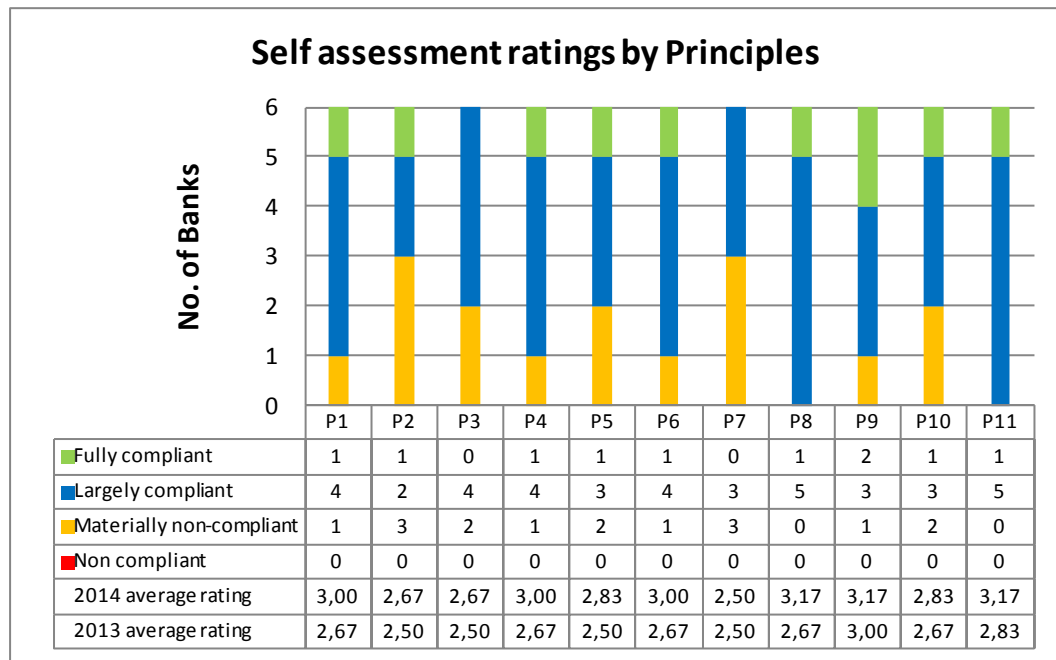 Self assessment ratings by Principles
No. of Banks
6
5
4
3
2
1
0
P1 P2 P3 P4 P5 P6 P7 P8 P9 P10 P11
Fully compliant 1 1 0 1 1 1 0 1 2 1 1
Largely compliant 4 2 4 4 3 4 3 5 3 3 5
Materially non-compliant 1 3 2 1 2 1 3 0 1 2 0
Non compliant 0 0 0 0 0 0 0 0 0 0 0
2014 average rating 3,00 2,67 2,67 3,00 2,83 3,00 2,50 3,17 3,17 2,83 3,17
2013 average rating 2,67 2,50 2,50 2,67 2,50 2,67 2,50 2,67 3,00 2,67 2,83